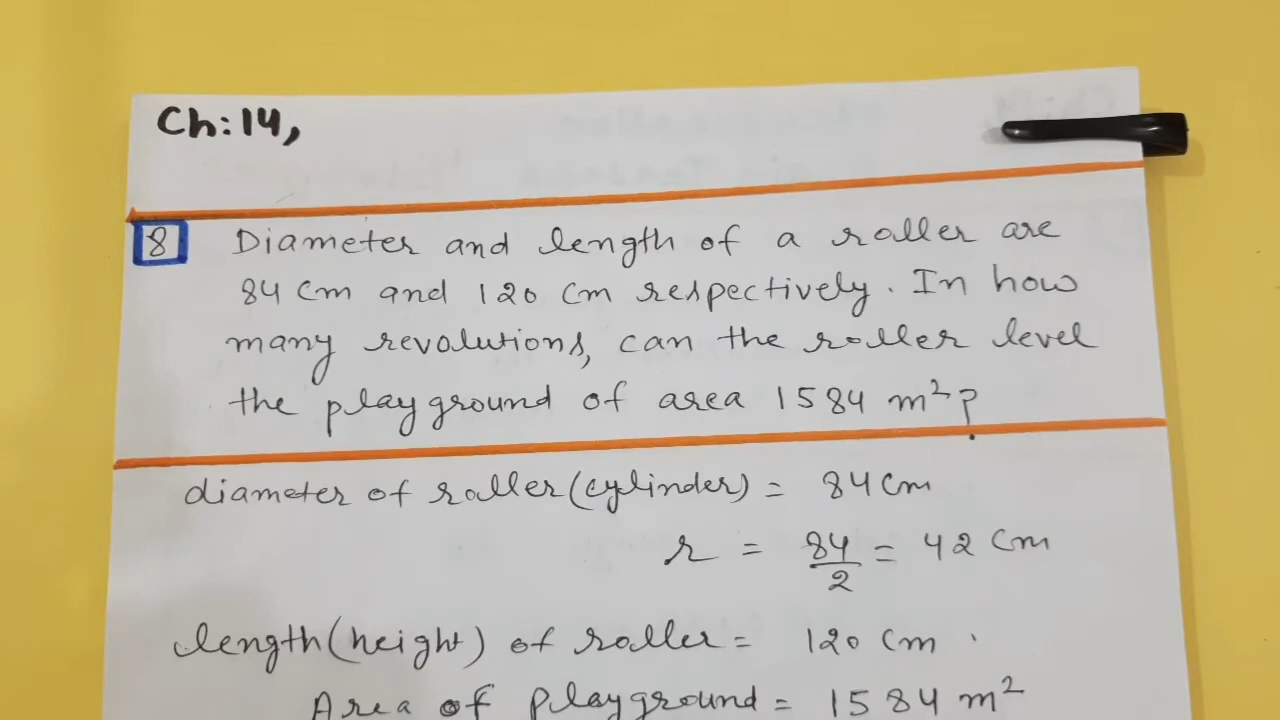 Ch:14,
8 Diameter and length of a roller are
84 cm and 120 cm respectively. In how
many revolutions, can the roller level
the playground of area 1584 m²?
diameter of roller (cylinder) = 84 cm
r = 84/2 = 42 cm
length (height) of roller = 120 cm.
Area of playground = 1584 m²